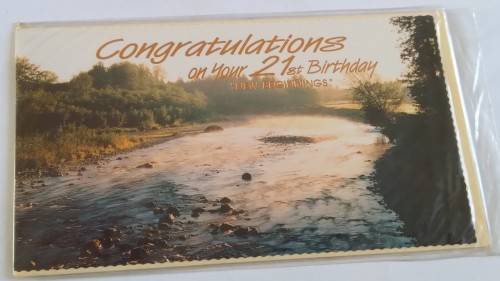 Congratulations
on Your 21st Birthday
"NEW BEGINNINGS"